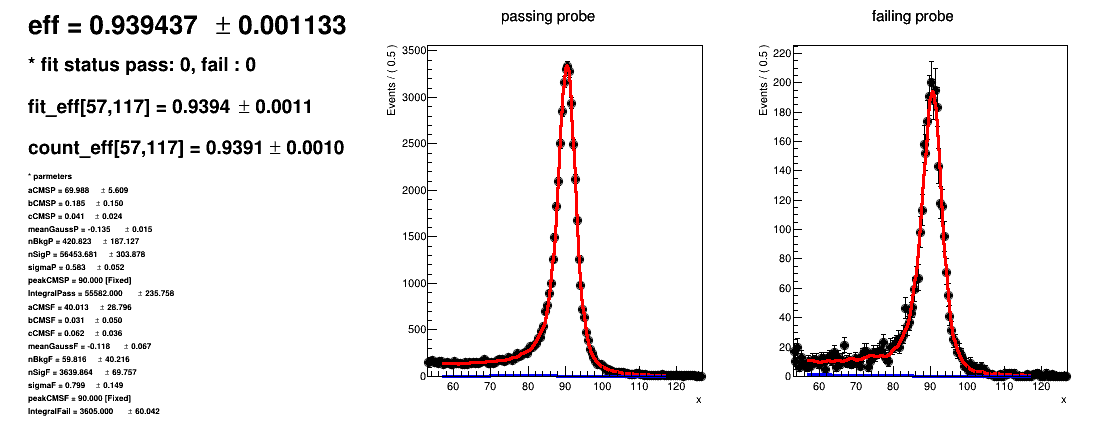 eff = 0.939437 ± 0.001133
* fit status pass: 0, fail : 0
fit_eff[57,117] = 0.9394 ± 0.0011
count_eff[57,117] = 0.9391 ± 0.0010
* parmeters
aCMSP = 69.988 ± 5.609
bCMSP = 0.185 ± 0.150
cCMSP = 0.041 ± 0.024
meanGaussP = -0.135 ± 0.015
nBkgP = 420.823 ± 187.127
nSigP = 56453.681 ± 303.878
sigmaP = 0.583 ± 0.052
peakCMSP = 90.000 [Fixed]
IntegralPass = 55582.000 ± 235.758
aCMSF = 40.013 ± 28.796
bCMSF = 0.031 ± 0.050
cCMSF = 0.062 ± 0.036
meanGaussF = -0.118 ± 0.067
nBkgF = 59.816 ± 40.216
nSigF = 3639.864 ± 69.757
sigmaF = 0.799 ± 0.149
peakCMSF = 90.000 [Fixed]
IntegralFail = 3605.000 ± 60.042
passing probe
Events / ( 0.5 )
3500
3000
2500
2000
1500
1000
500
0
60 70 80 90 100 110 120
x
failing probe
Events / ( 0.5 )
220
200
180
160
140
120
100
80
60
40
20
0
60 70 80 90 100 110 120
x